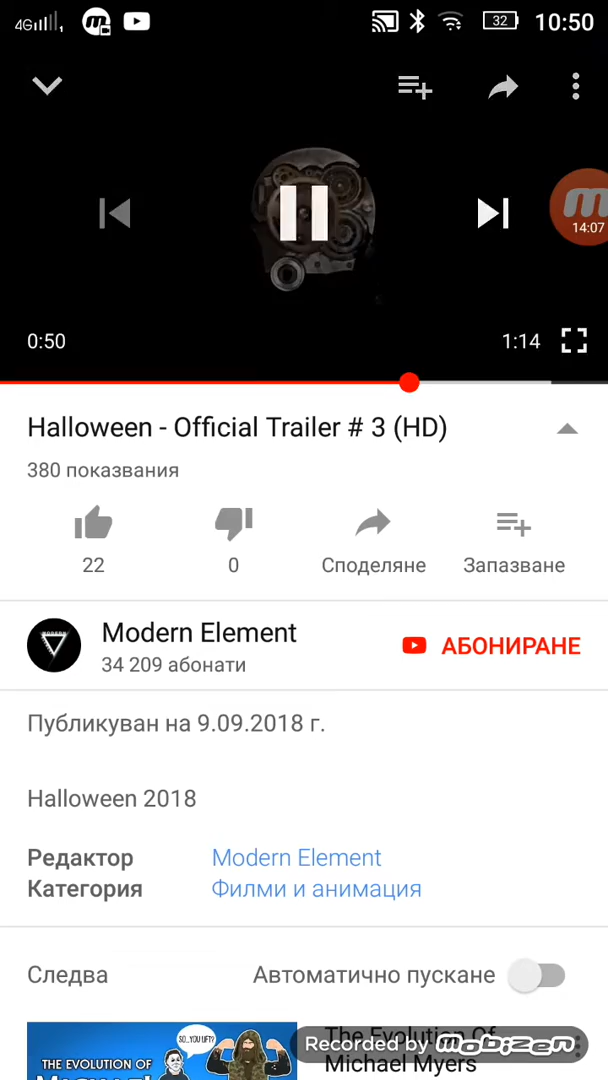 4G 32 10:50
14:07
0:50 1:14
Halloween - Official Trailer # 3 (HD)
380 показвания
22 0 Споделяне Запазване
Modern Element
34 209 абонати
АБОНИРАНЕ
Публикуван на 9.09.2018 г.
Halloween 2018
Редактор Modern Element
Категория Филми и анимация
Следва Автоматично пускане
SO...YOU LIFT?
THE EVOLUTION OF
The Evolution Of
Michael Myers
Recorded by mobizen